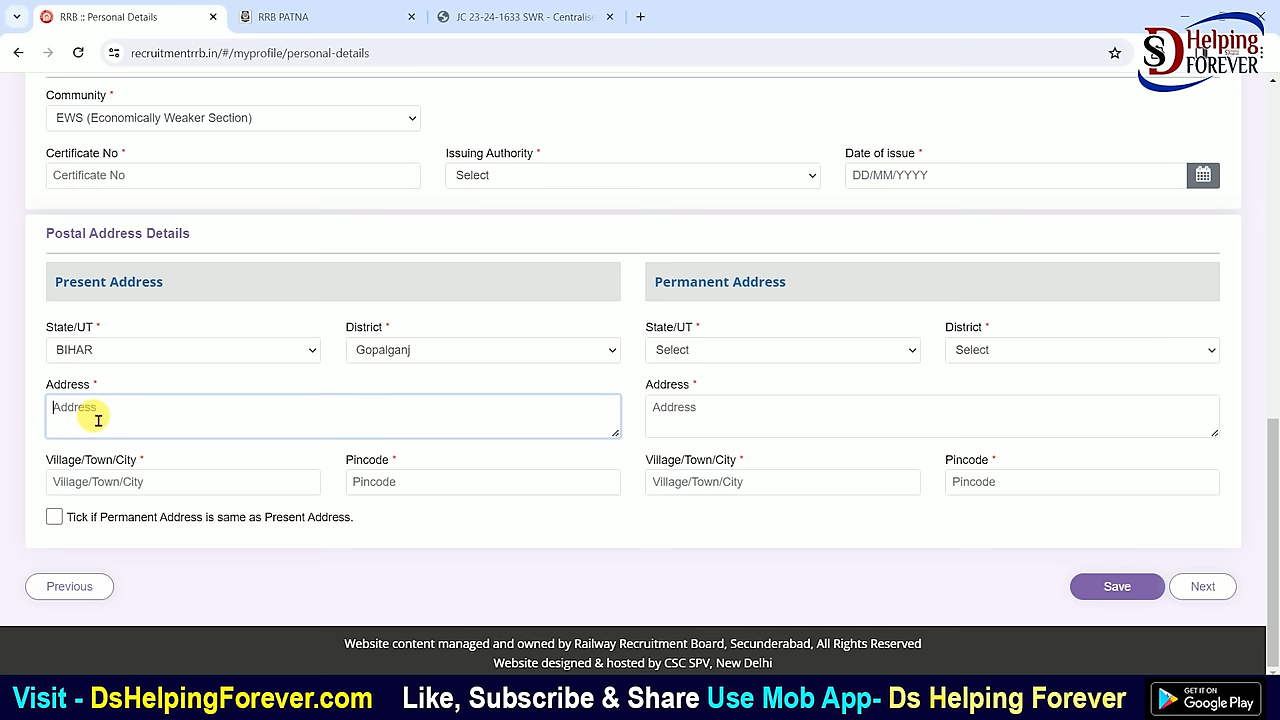 RRB :: Personal Details
RRB PATNA
JC 23-24-1633 SWR - Centralise
recruitmentrrb.in/#/myprofile/personal-details
DS Helping
FOREVER
Community *
EWS (Economically Weaker Section)
Certificate No * Issuing Authority * Date of issue *
Certificate No Select DD/MM/YYYY
Postal Address Details
Present Address Permanent Address
State/UT * District * State/UT * District *
BIHAR Gopalganj Select Select
Address * Address *
Address Address
Village/Town/City * Pincode * Village/Town/City * Pincode *
Village/Town/City Pincode Village/Town/City Pincode
Tick if Permanent Address is same as Present Address.
Previous Save Next
Website content managed and owned by Railway Recruitment Board, Secunderabad, All Rights Reserved
Website designed & hosted by CSC SPV, New Delhi
Visit - DsHelpingForever.com Like, Subscribe & Share Use Mob App- Ds Helping Forever
GET IT ON
Google Play